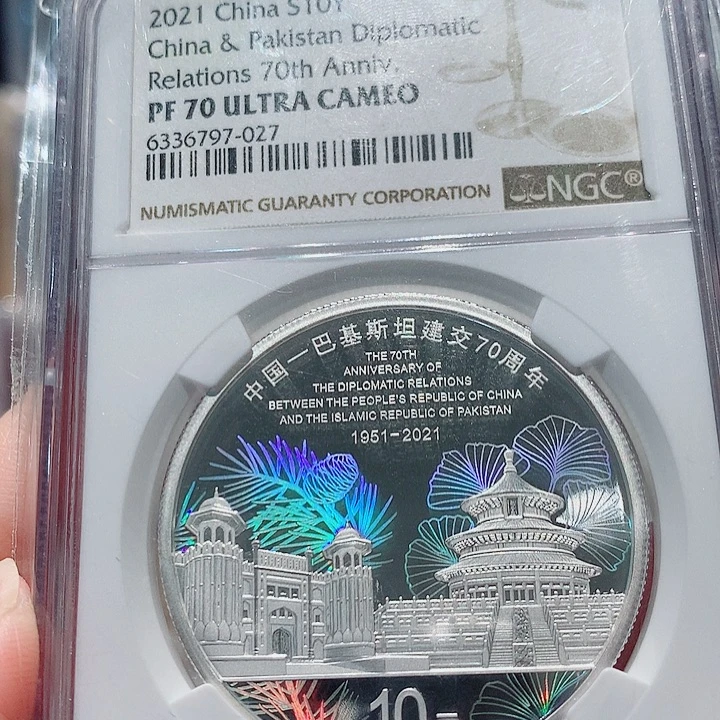 2021 China S10Y
China & Pakistan Diplomatic
Relations 70th Anniv.
PF 70 ULTRA CAMEO
6336797-027
NUMISMATIC GUARANTY CORPORATION
NGC®
中国-巴基斯坦建交70周年
THE 70TH
ANNIVERSARY OF
THE DIPLOMATIC RELATIONS
BETWEEN THE PEOPLE'S REPUBLIC OF CHINA
AND THE ISLAMIC REPUBLIC OF PAKISTAN
1951-2021
10